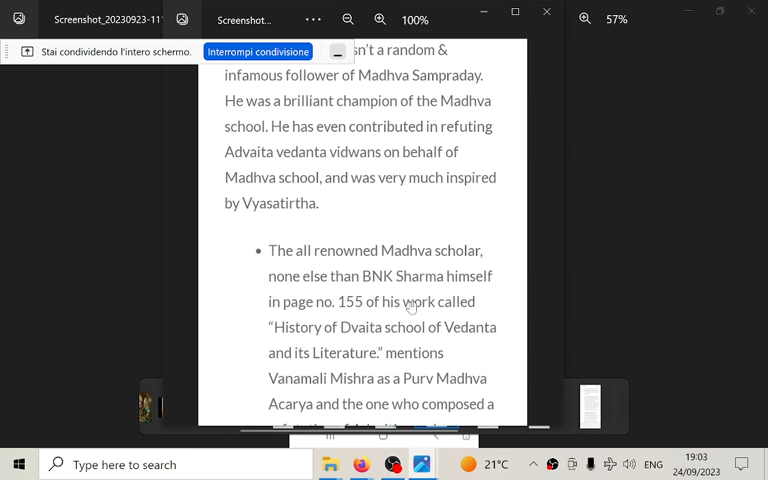 Screenshot_20230923-11
Screenshot...
100%
57%
Stai condividendo l'intero schermo.
Interrompi condivisione
sn't a random &
infamous follower of Madhva Sampraday.
He was a brilliant champion of the Madhva
school. He has even contributed in refuting
Advaita vedanta vidwans on behalf of
Madhva school, and was very much inspired
by Vyasatirtha.
• The all renowned Madhva scholar,
none else than BNK Sharma himself
in page no. 155 of his work called
“History of Dvaita school of Vedanta
and its Literature.” mentions
Vanamali Mishra as a Purv Madhva
Acarya and the one who composed a
Type here to search
21°C
ENG
19:03
24/09/2023